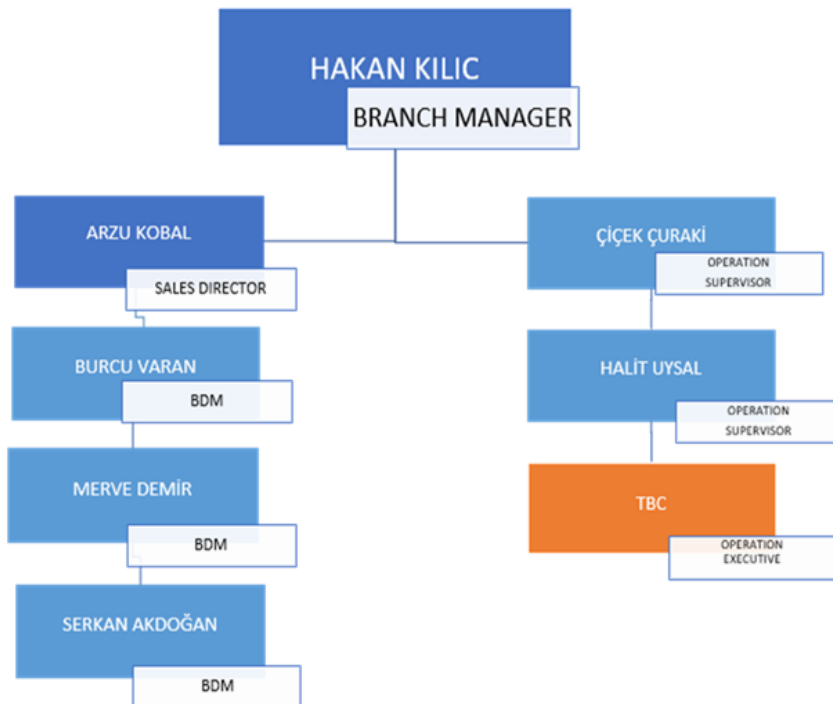 HAKAN KILIC
BRANCH MANAGER
ARZU KOBAL
SALES DIRECTOR
BURCU VARAN
BDM
MERVE DEMİR
BDM
SERKAN AKDOĞAN
BDM
ÇİÇEK ÇURAKİ
OPERATION
SUPERVISOR
HALİT UYSAL
OPERATION
SUPERVISOR
TBC
OPERATION
EXECUTIVE